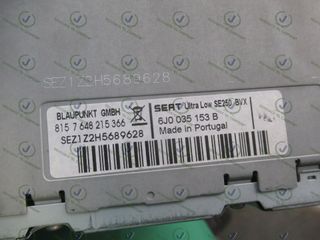 SEZ1Z2H5689628
BLAUPUNKT GMBH
815 7 648 215 366
SEZ1Z2H5689628
SEAT Ultra Low SE250 BVX
6J0 035 153 B
Made in Portugal